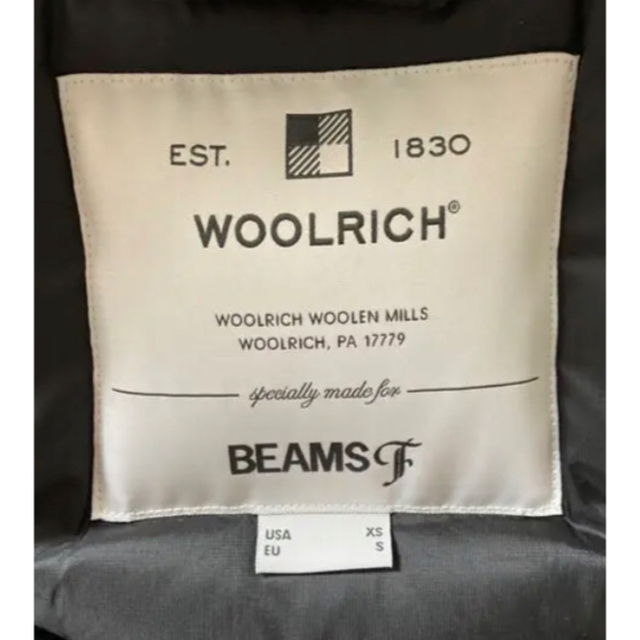 EST. 1830
WOOLRICH®
WOOLRICH WOOLEN MILLS
WOOLRICH, PA 17779
specially made for
BEAMS F
USA XS
EU S